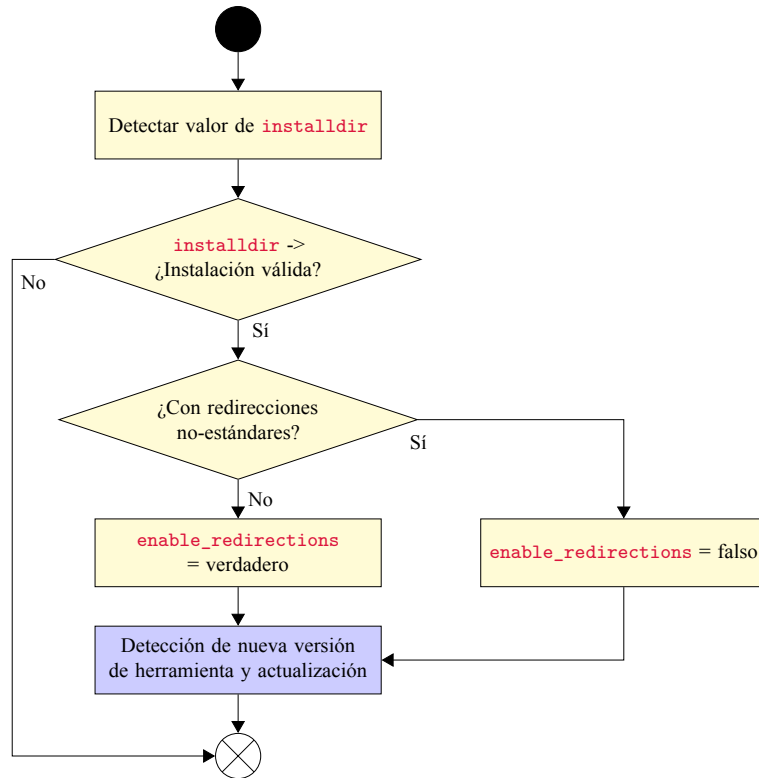 Detectar valor de installdir
installdir ->
¿Instalación válida?
No
Sí
¿Con redirecciones
no-estándares?
Sí
No
enable_redirections
= verdadero
enable_redirections = falso
Detección de nueva versión
de herramienta y actualización